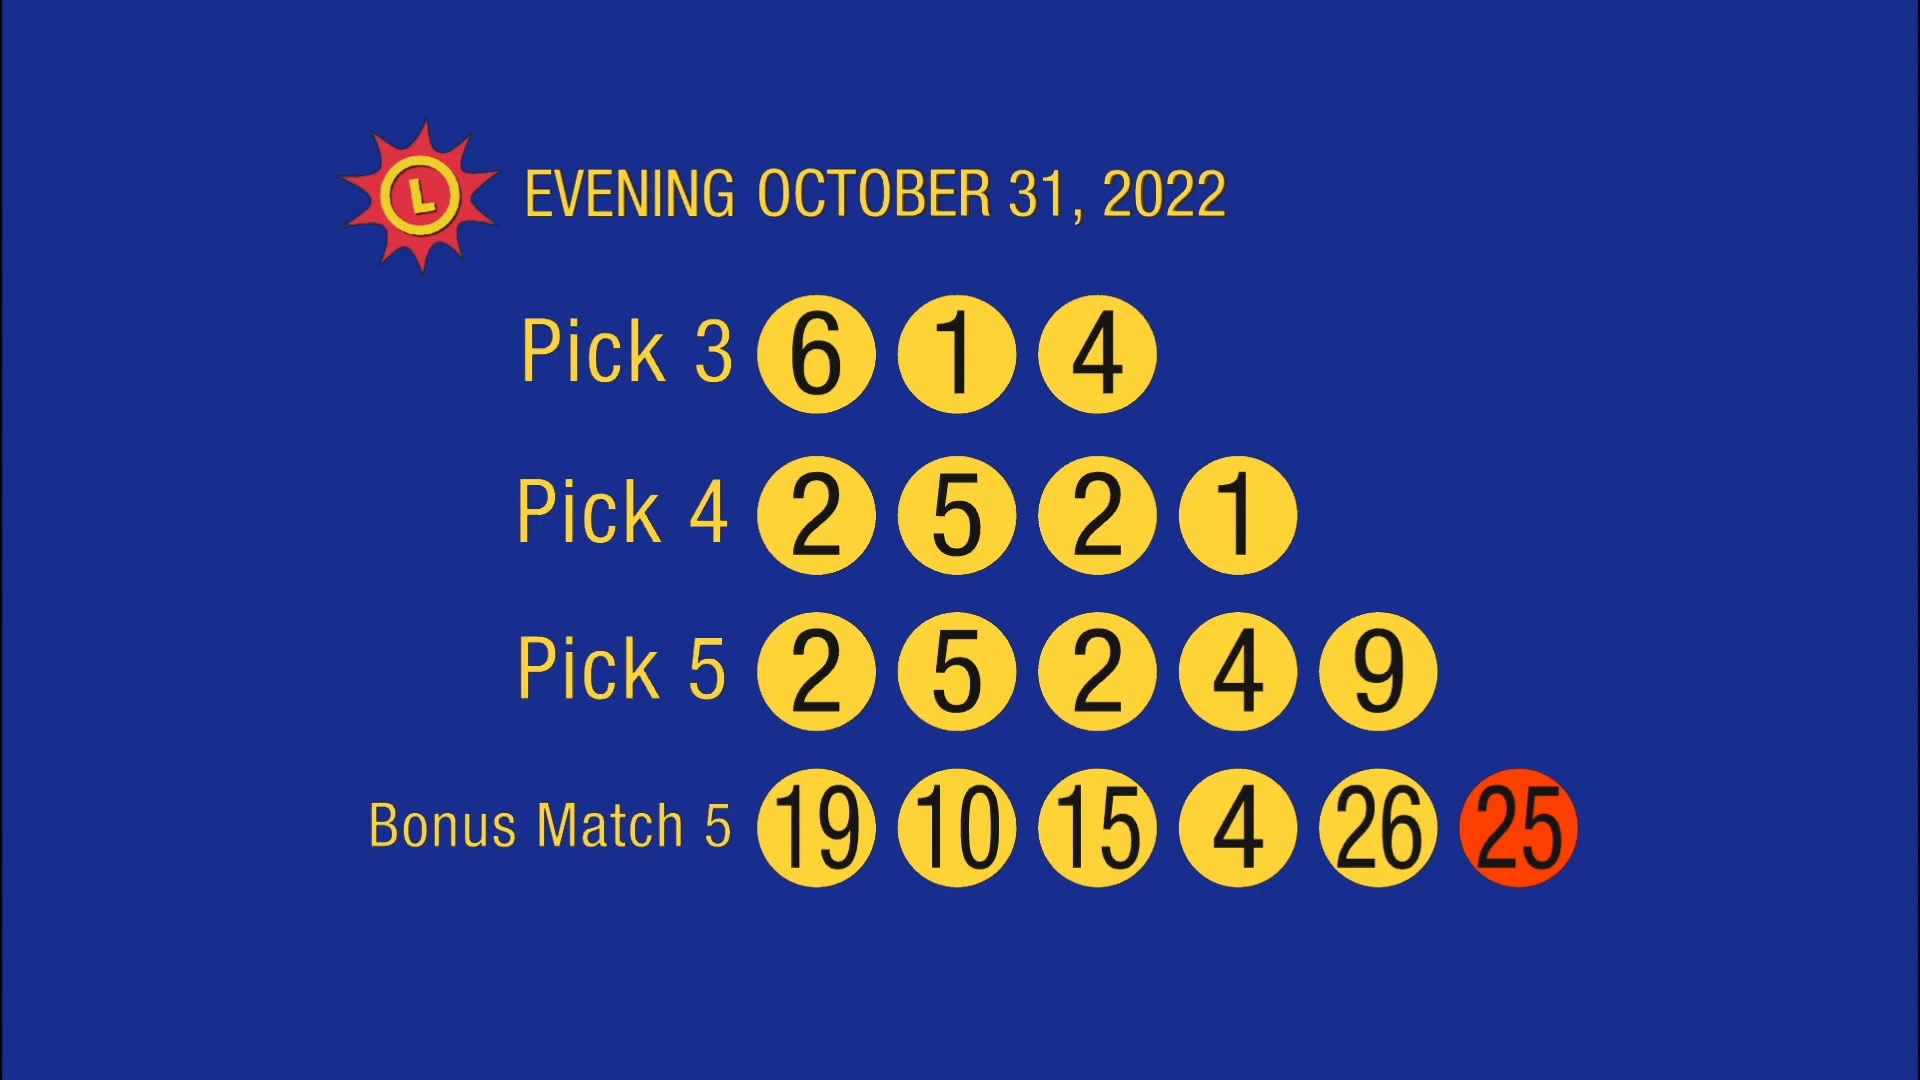 L
EVENING OCTOBER 31, 2022
Pick 3 6 1 4
Pick 4 2 5 2 1
Pick 5 2 5 2 4 9
Bonus Match 5 19 10 15 4 26 25